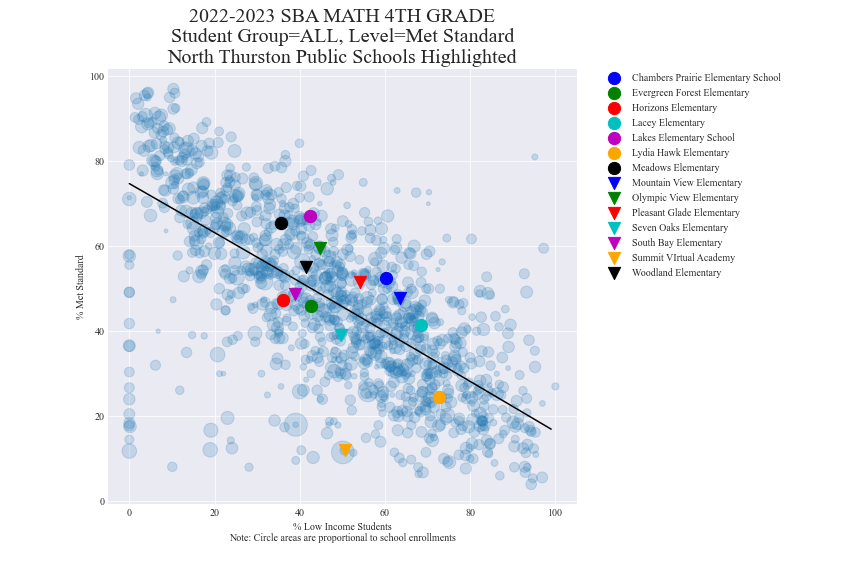 2022-2023 SBA MATH 4TH GRADE
Student Group=ALL, Level=Met Standard
North Thurston Public Schools Highlighted
100
80
60
40
20
0
% Met Standard
0 20 40 60 80 100
% Low Income Students
Note: Circle areas are proportional to school enrollments
Chambers Prairie Elementary School
Evergreen Forest Elementary
Horizons Elementary
Lacey Elementary
Lakes Elementary School
Lydia Hawk Elementary
Meadows Elementary
Mountain View Elementary
Olympic View Elementary
Pleasant Glade Elementary
Seven Oaks Elementary
South Bay Elementary
Summit VIrtual Academy
Woodland Elementary